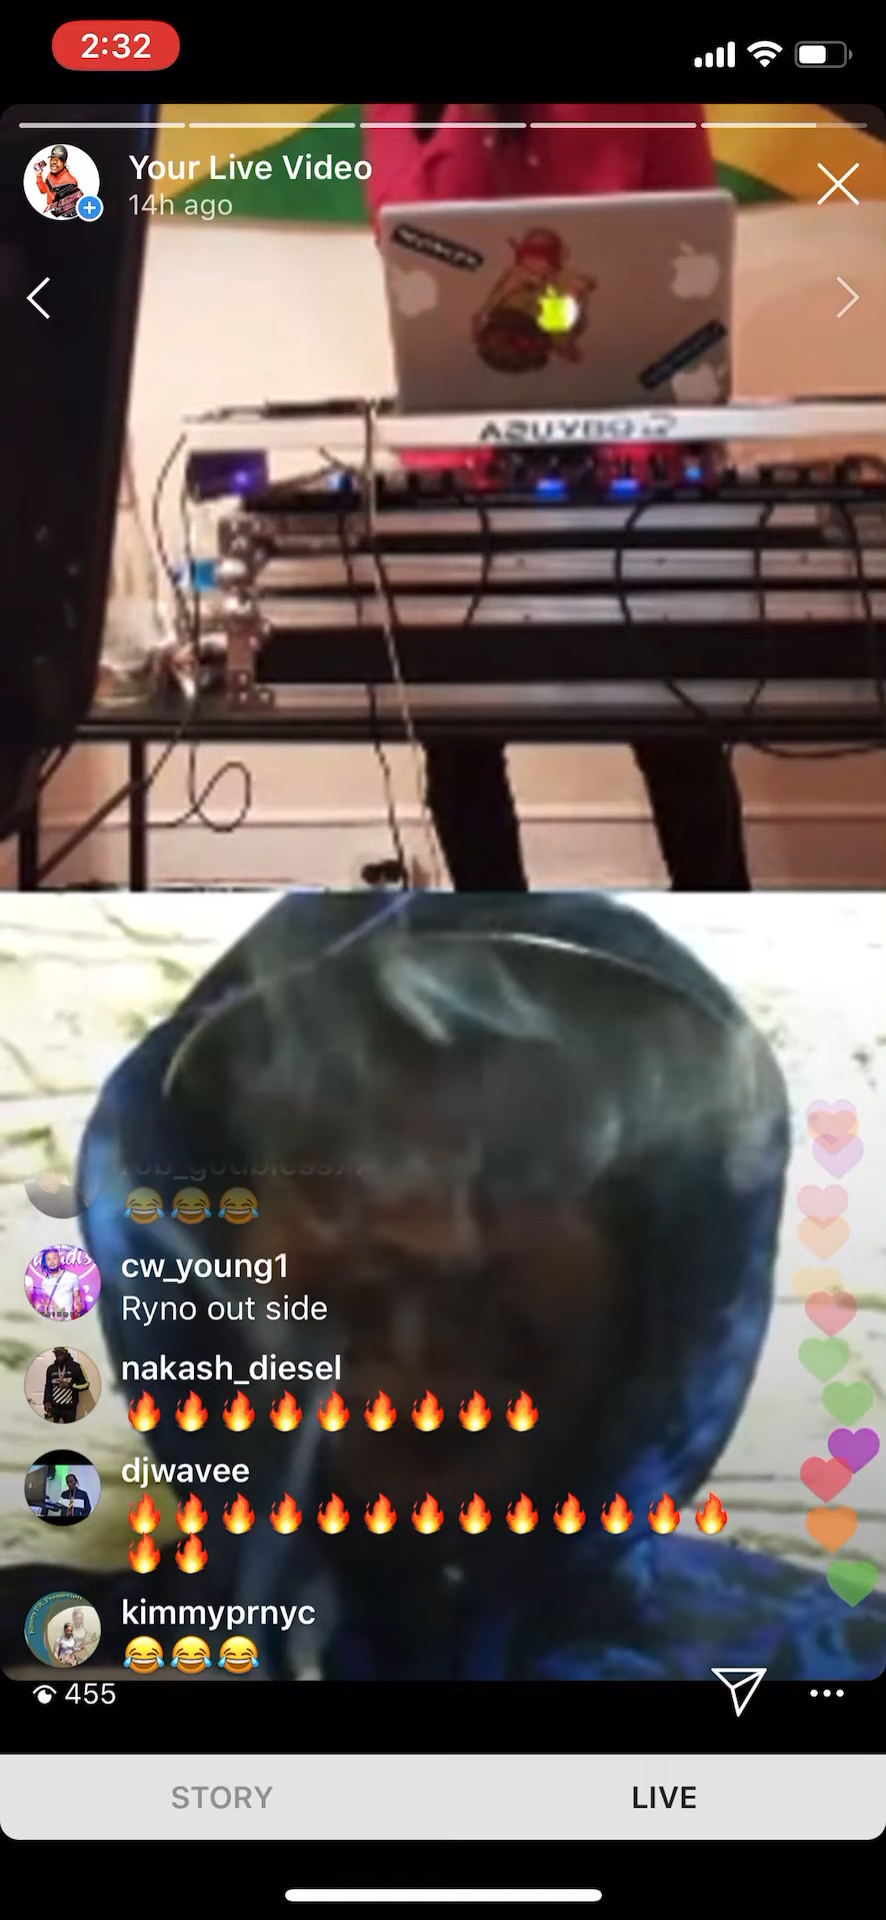 2:32
Your Live Video
14h ago
😂😂😂
cw_young1
Ryno out side
nakash_diesel
🔥🔥🔥🔥🔥🔥🔥🔥🔥
djwavee
🔥🔥🔥🔥🔥🔥🔥🔥🔥🔥🔥🔥🔥
🔥🔥
kimmyprnyc
😂😂😂
455
STORY
LIVE